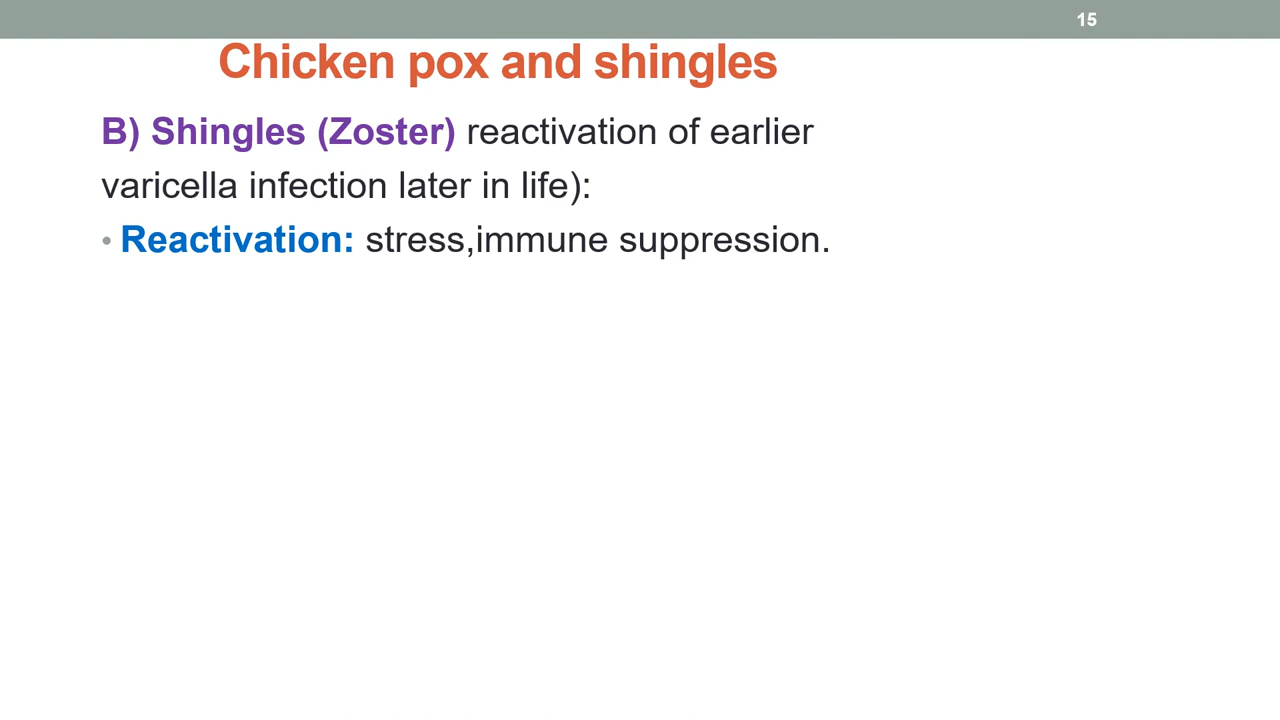 15
Chicken pox and shingles
B) Shingles (Zoster) reactivation of earlier
varicella infection later in life):
• Reactivation: stress,immune suppression.